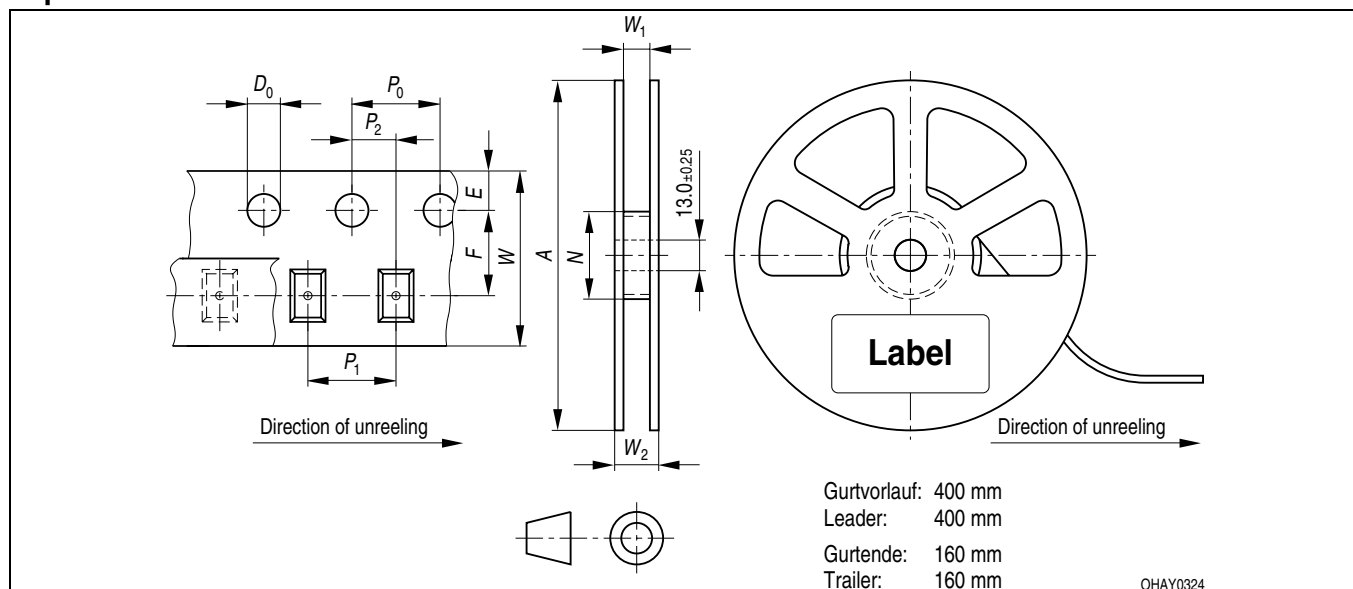 W1
D0
P0
P2
E
F
W
A
N
13.0±0.25
P1
Label
Direction of unreeling
W2
Direction of unreeling
Gurtvorlauf: 400 mm
Leader: 400 mm
Gurtende: 160 mm
Trailer: 160 mm
OHAY0324